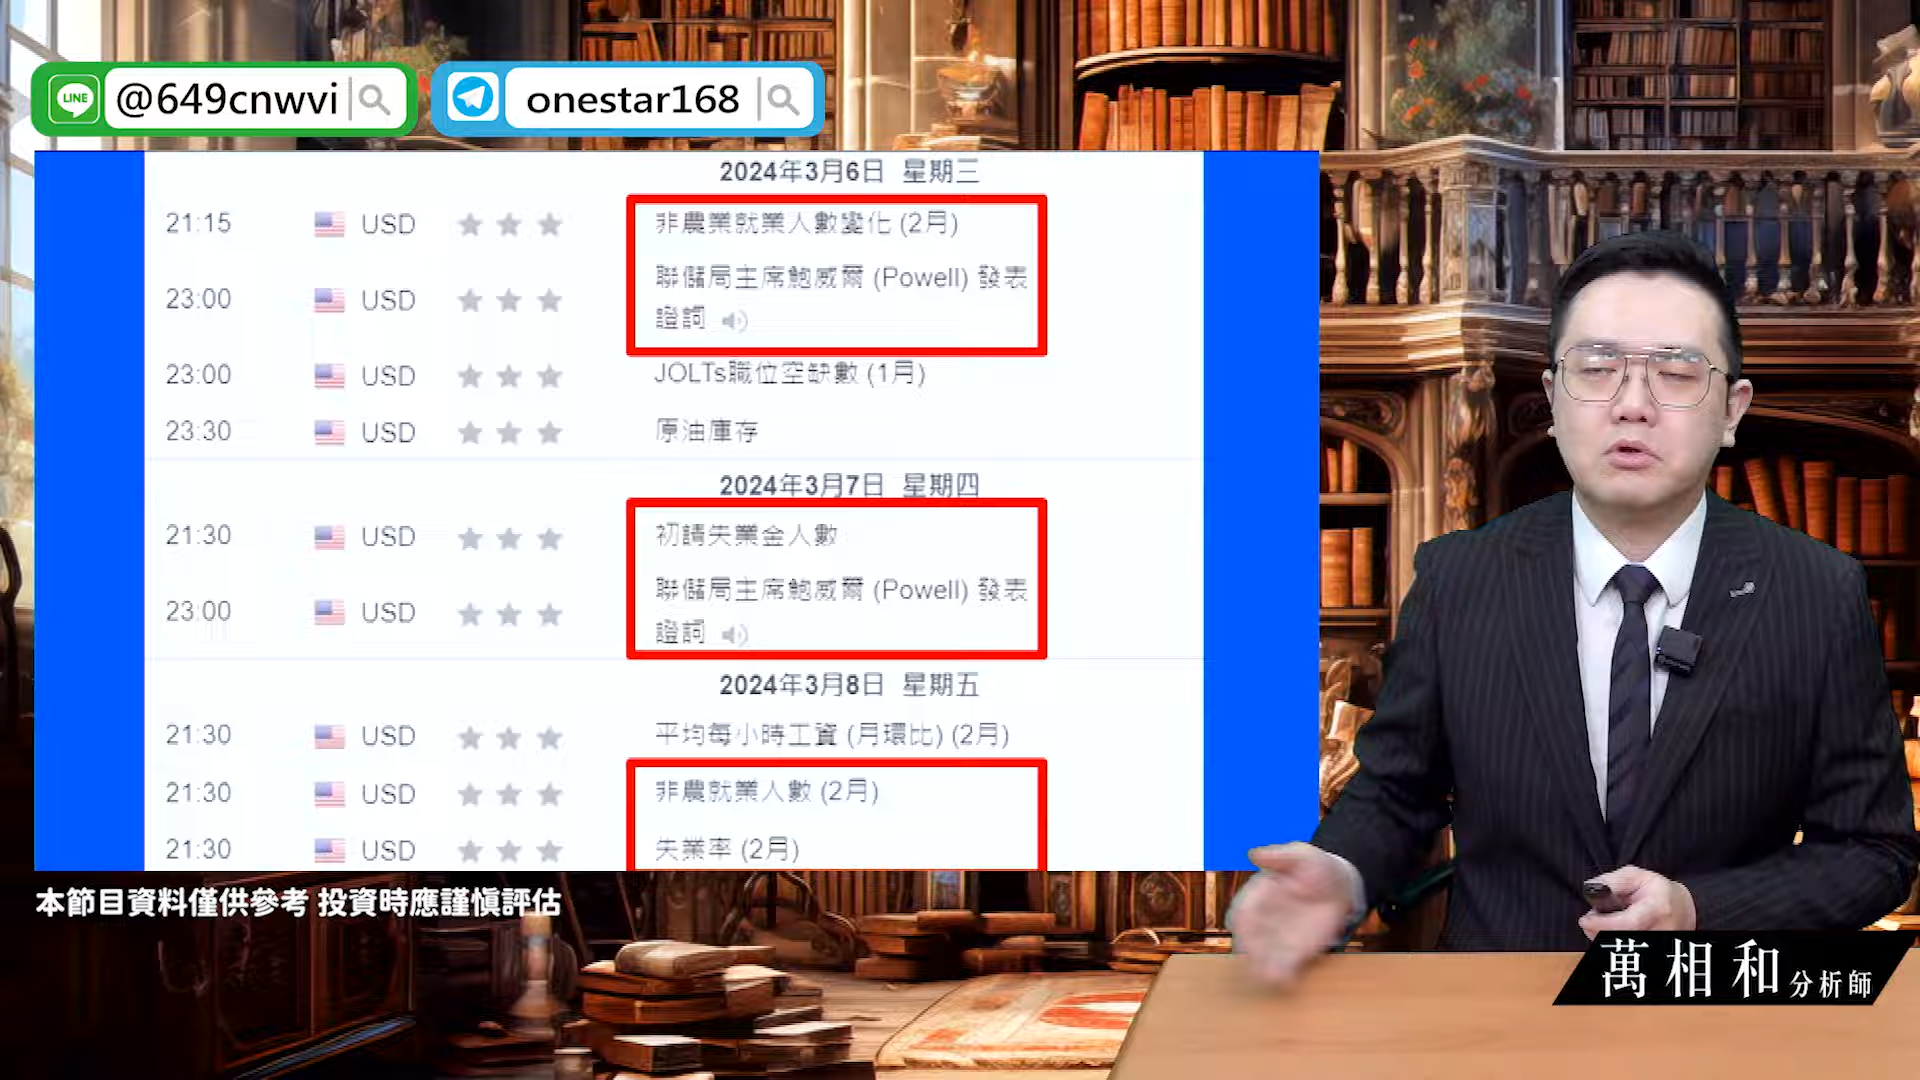 LINE @649cnwvi
onestar168
2024年3月6日 星期三
21:15 USD 非農業就業人數變化 (2月)
23:00 USD 聯儲局主席鮑威爾 (Powell) 發表
證詞
23:00 USD JOLTs職位空缺數 (1月)
23:30 USD 原油庫存
2024年3月7日 星期四
21:30 USD 初請失業金人數
23:00 USD 聯儲局主席鮑威爾 (Powell) 發表
證詞
2024年3月8日 星期五
21:30 USD 平均每小時工資 (月環比) (2月)
21:30 USD 非農就業人數 (2月)
21:30 USD 失業率 (2月)
本節目資料僅供參考 投資時應謹慎評估
萬相和分析師